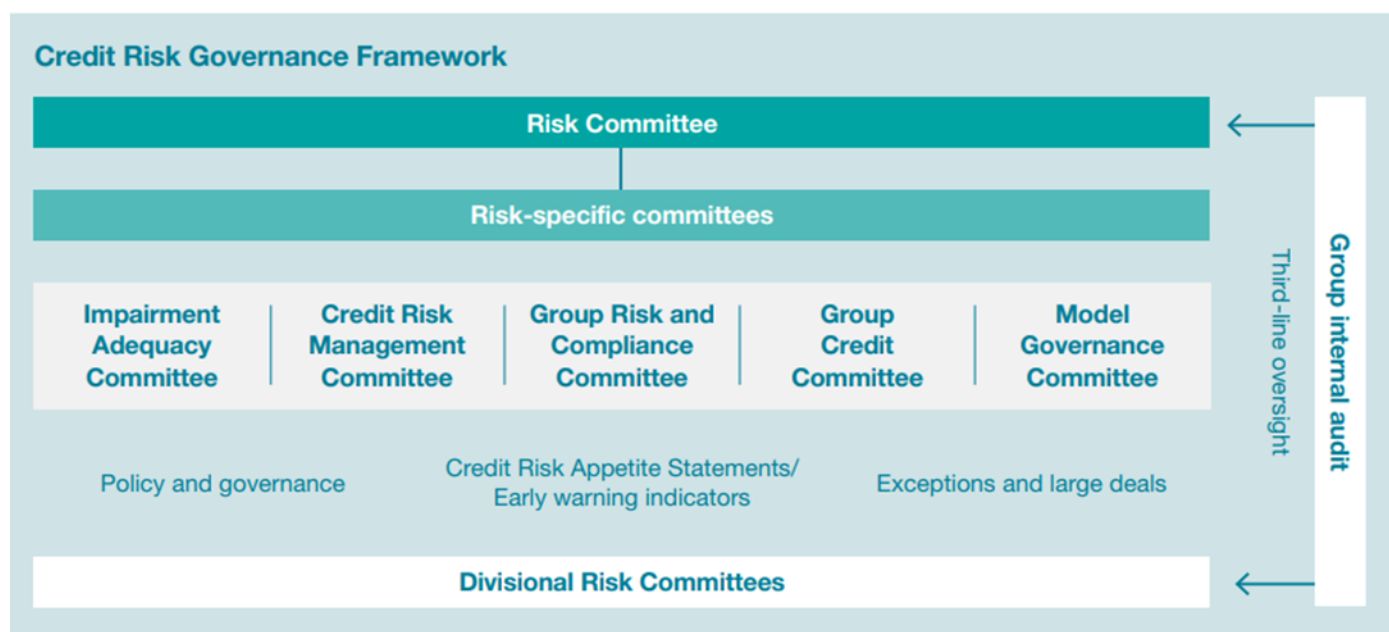 Credit Risk Governance Framework
Risk Committee
Risk-specific committees
Impairment
Adequacy
Committee
Credit Risk
Management
Committee
Group Risk and
Compliance
Committee
Group
Credit
Committee
Model
Governance
Committee
Policy and governance
Credit Risk Appetite Statements/
Early warning indicators
Exceptions and large deals
Divisional Risk Committees
Third-line oversight
Group internal audit